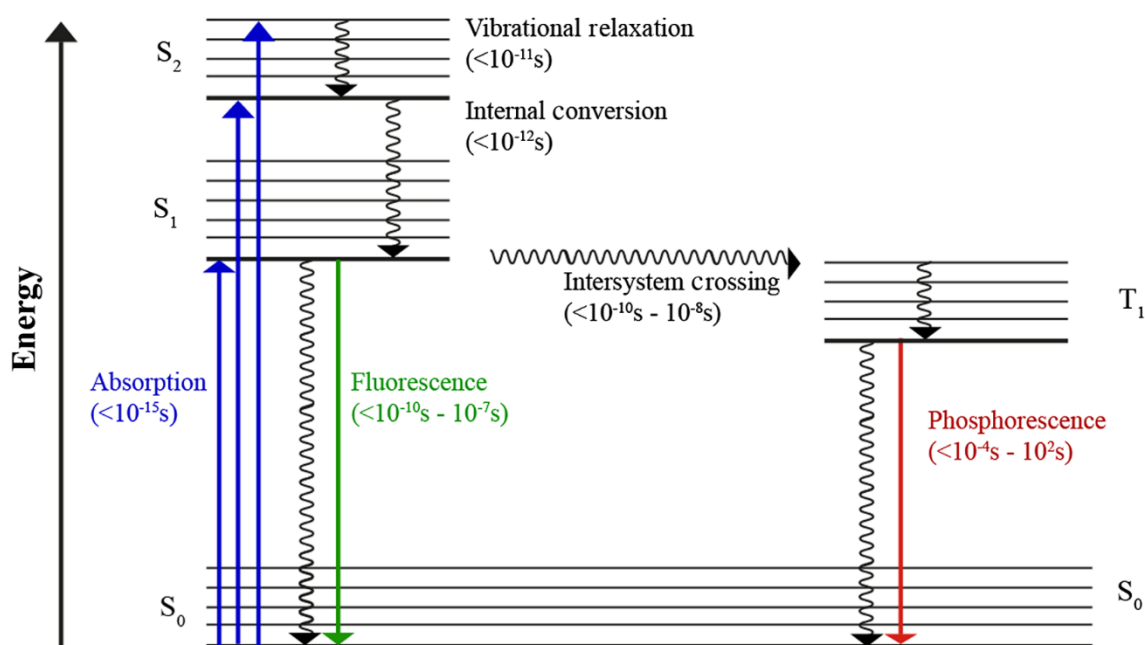 Energy
S₂
S₁
S₀
Vibrational relaxation
(<10⁻¹¹s)
Internal conversion
(<10⁻¹²s)
Intersystem crossing
(<10⁻¹⁰s - 10⁻⁸s)
T₁
Absorption
(<10⁻¹⁵s)
Fluorescence
(<10⁻¹⁰s - 10⁻⁷s)
Phosphorescence
(<10⁻⁴s - 10²s)
S₀